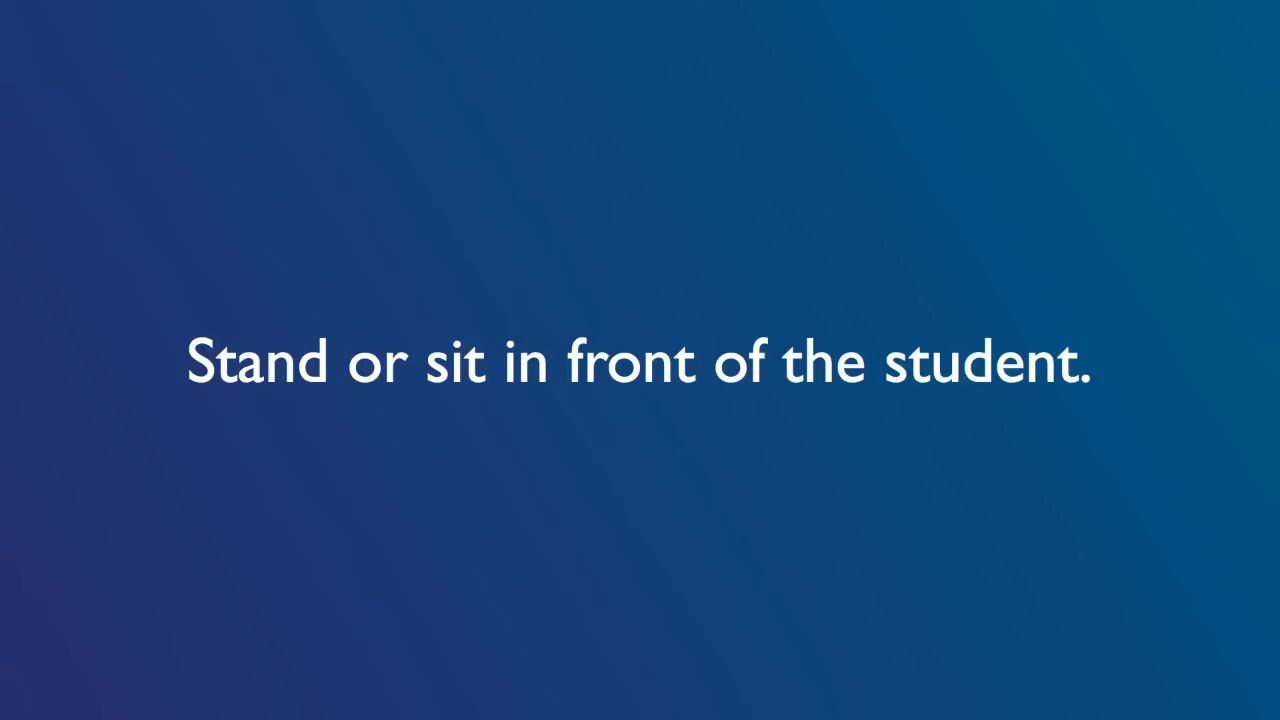 Stand or sit in front of the student.